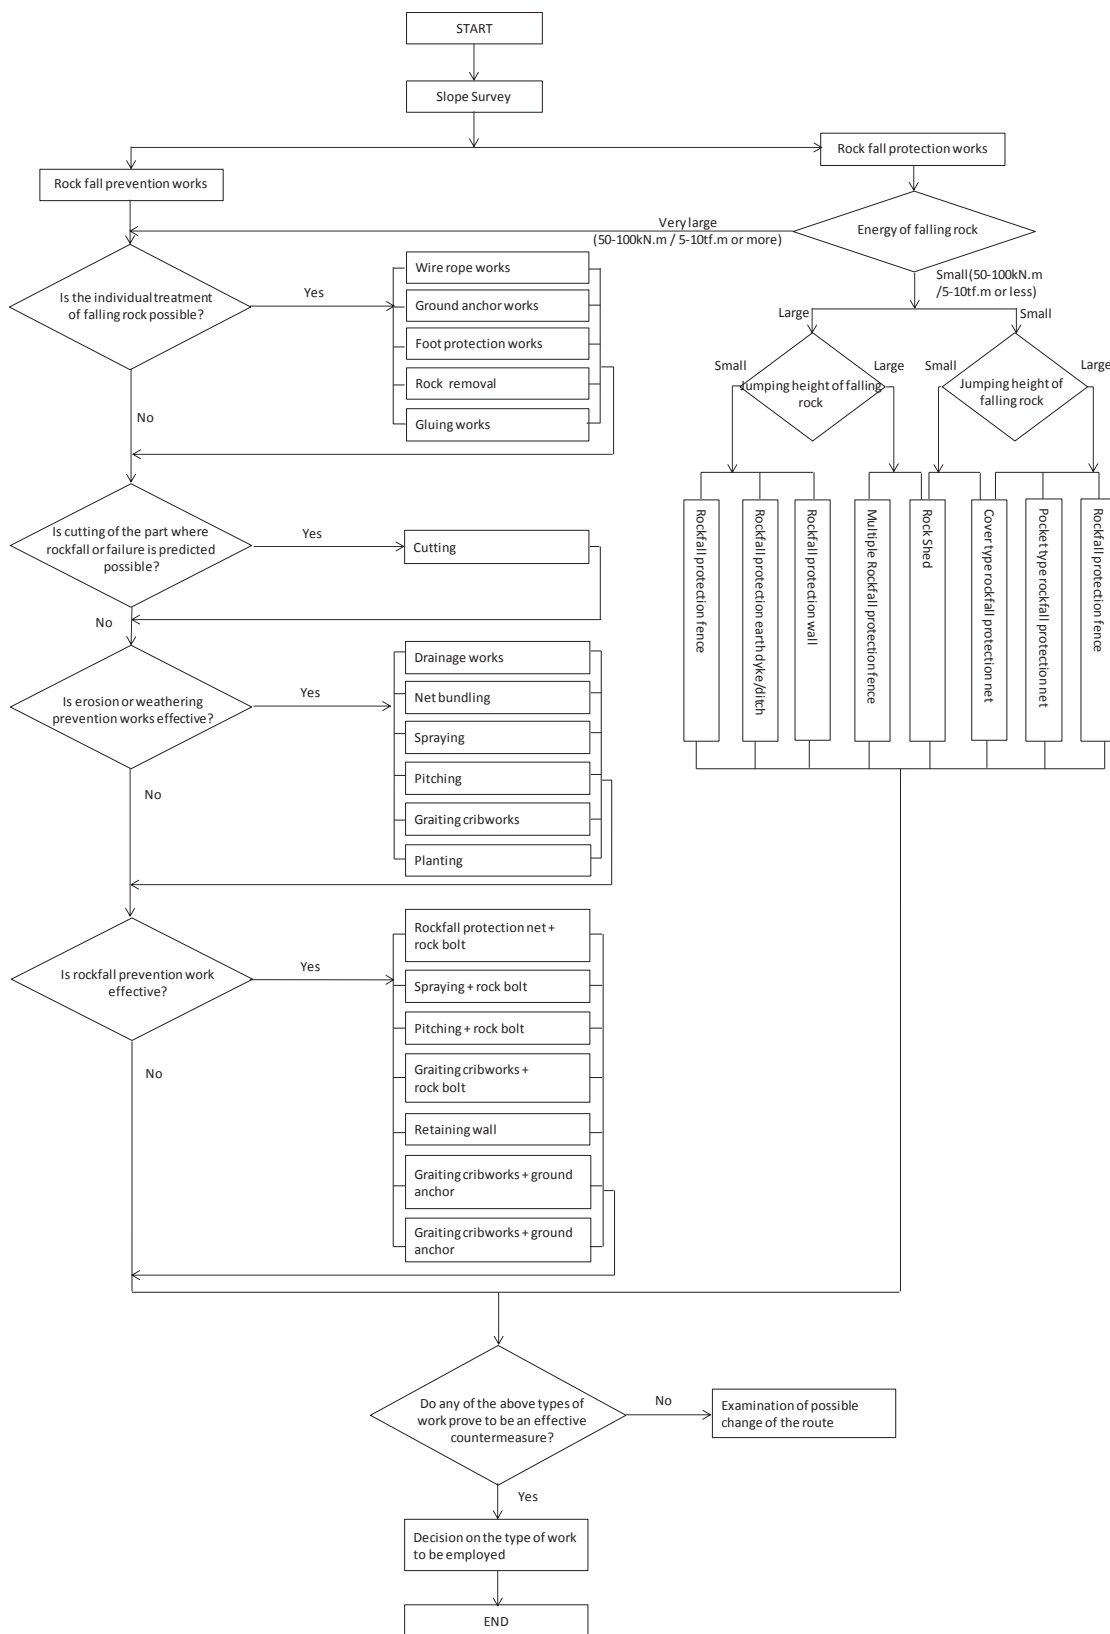 START
Slope Survey
Rock fall protection works
Rock fall prevention works
Very large
(50-100kN.m / 5-10tf.m or more)
Energy of falling rock
Small(50-100kN.m
/5-10tf.m or less)
Is the individual treatment
of falling rock possible?
Yes
Wire rope works
Ground anchor works
Foot protection works
Rock  removal
Gluing works
No
Large
Small
Small
Large
Jumping height of falling
rock
Small
Large
Jumping height of
falling rock
Is cutting of the part where
rockfall or failure is predicted
possible?
Yes
Cutting
No
Rockfall protection fence
Rockfall protection earth dyke/ditch
Rockfall protection wall
Multiple Rockfall protection fence
Rock Shed
Cover type rockfall protection net
Pocket type rockfall protection net
Rockfall protection fence
Is erosion or weathering
prevention works effective?
Yes
Drainage works
Net bundling
Spraying
Pitching
Graiting cribworks
Planting
No
Is rockfall prevention work
effective?
Yes
Rockfall protection net +
rock bolt
Spraying + rock bolt
Pitching + rock bolt
Graiting cribworks +
rock bolt
Retaining wall
Graiting cribworks + ground
anchor
Graiting cribworks + ground
anchor
No
Do any of the above types of
work prove to be an effective
countermeasure?
No
Examination of possible
change of the route
Yes
Decision on the type of work
to be employed
END